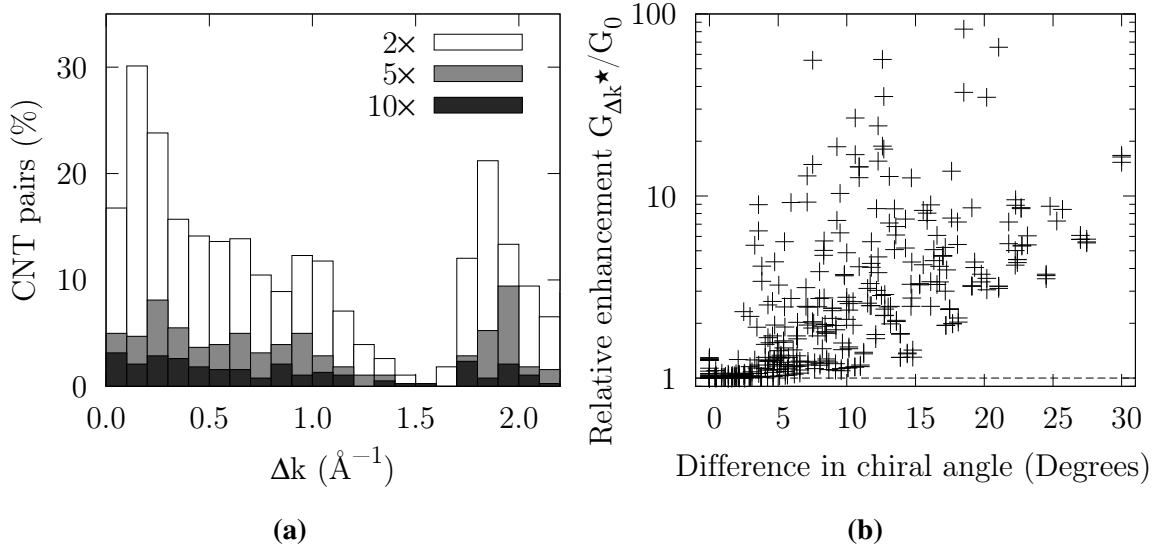 2×
5×
10×
CNT pairs (%)
30
20
10
0
0.0 0.5 1.0 1.5 2.0
Δk (Å⁻¹)
(a)
Relative enhancement G_Δk★/G₀
100
10
1
0 5 10 15 20 25 30
Difference in chiral angle (Degrees)
(b)